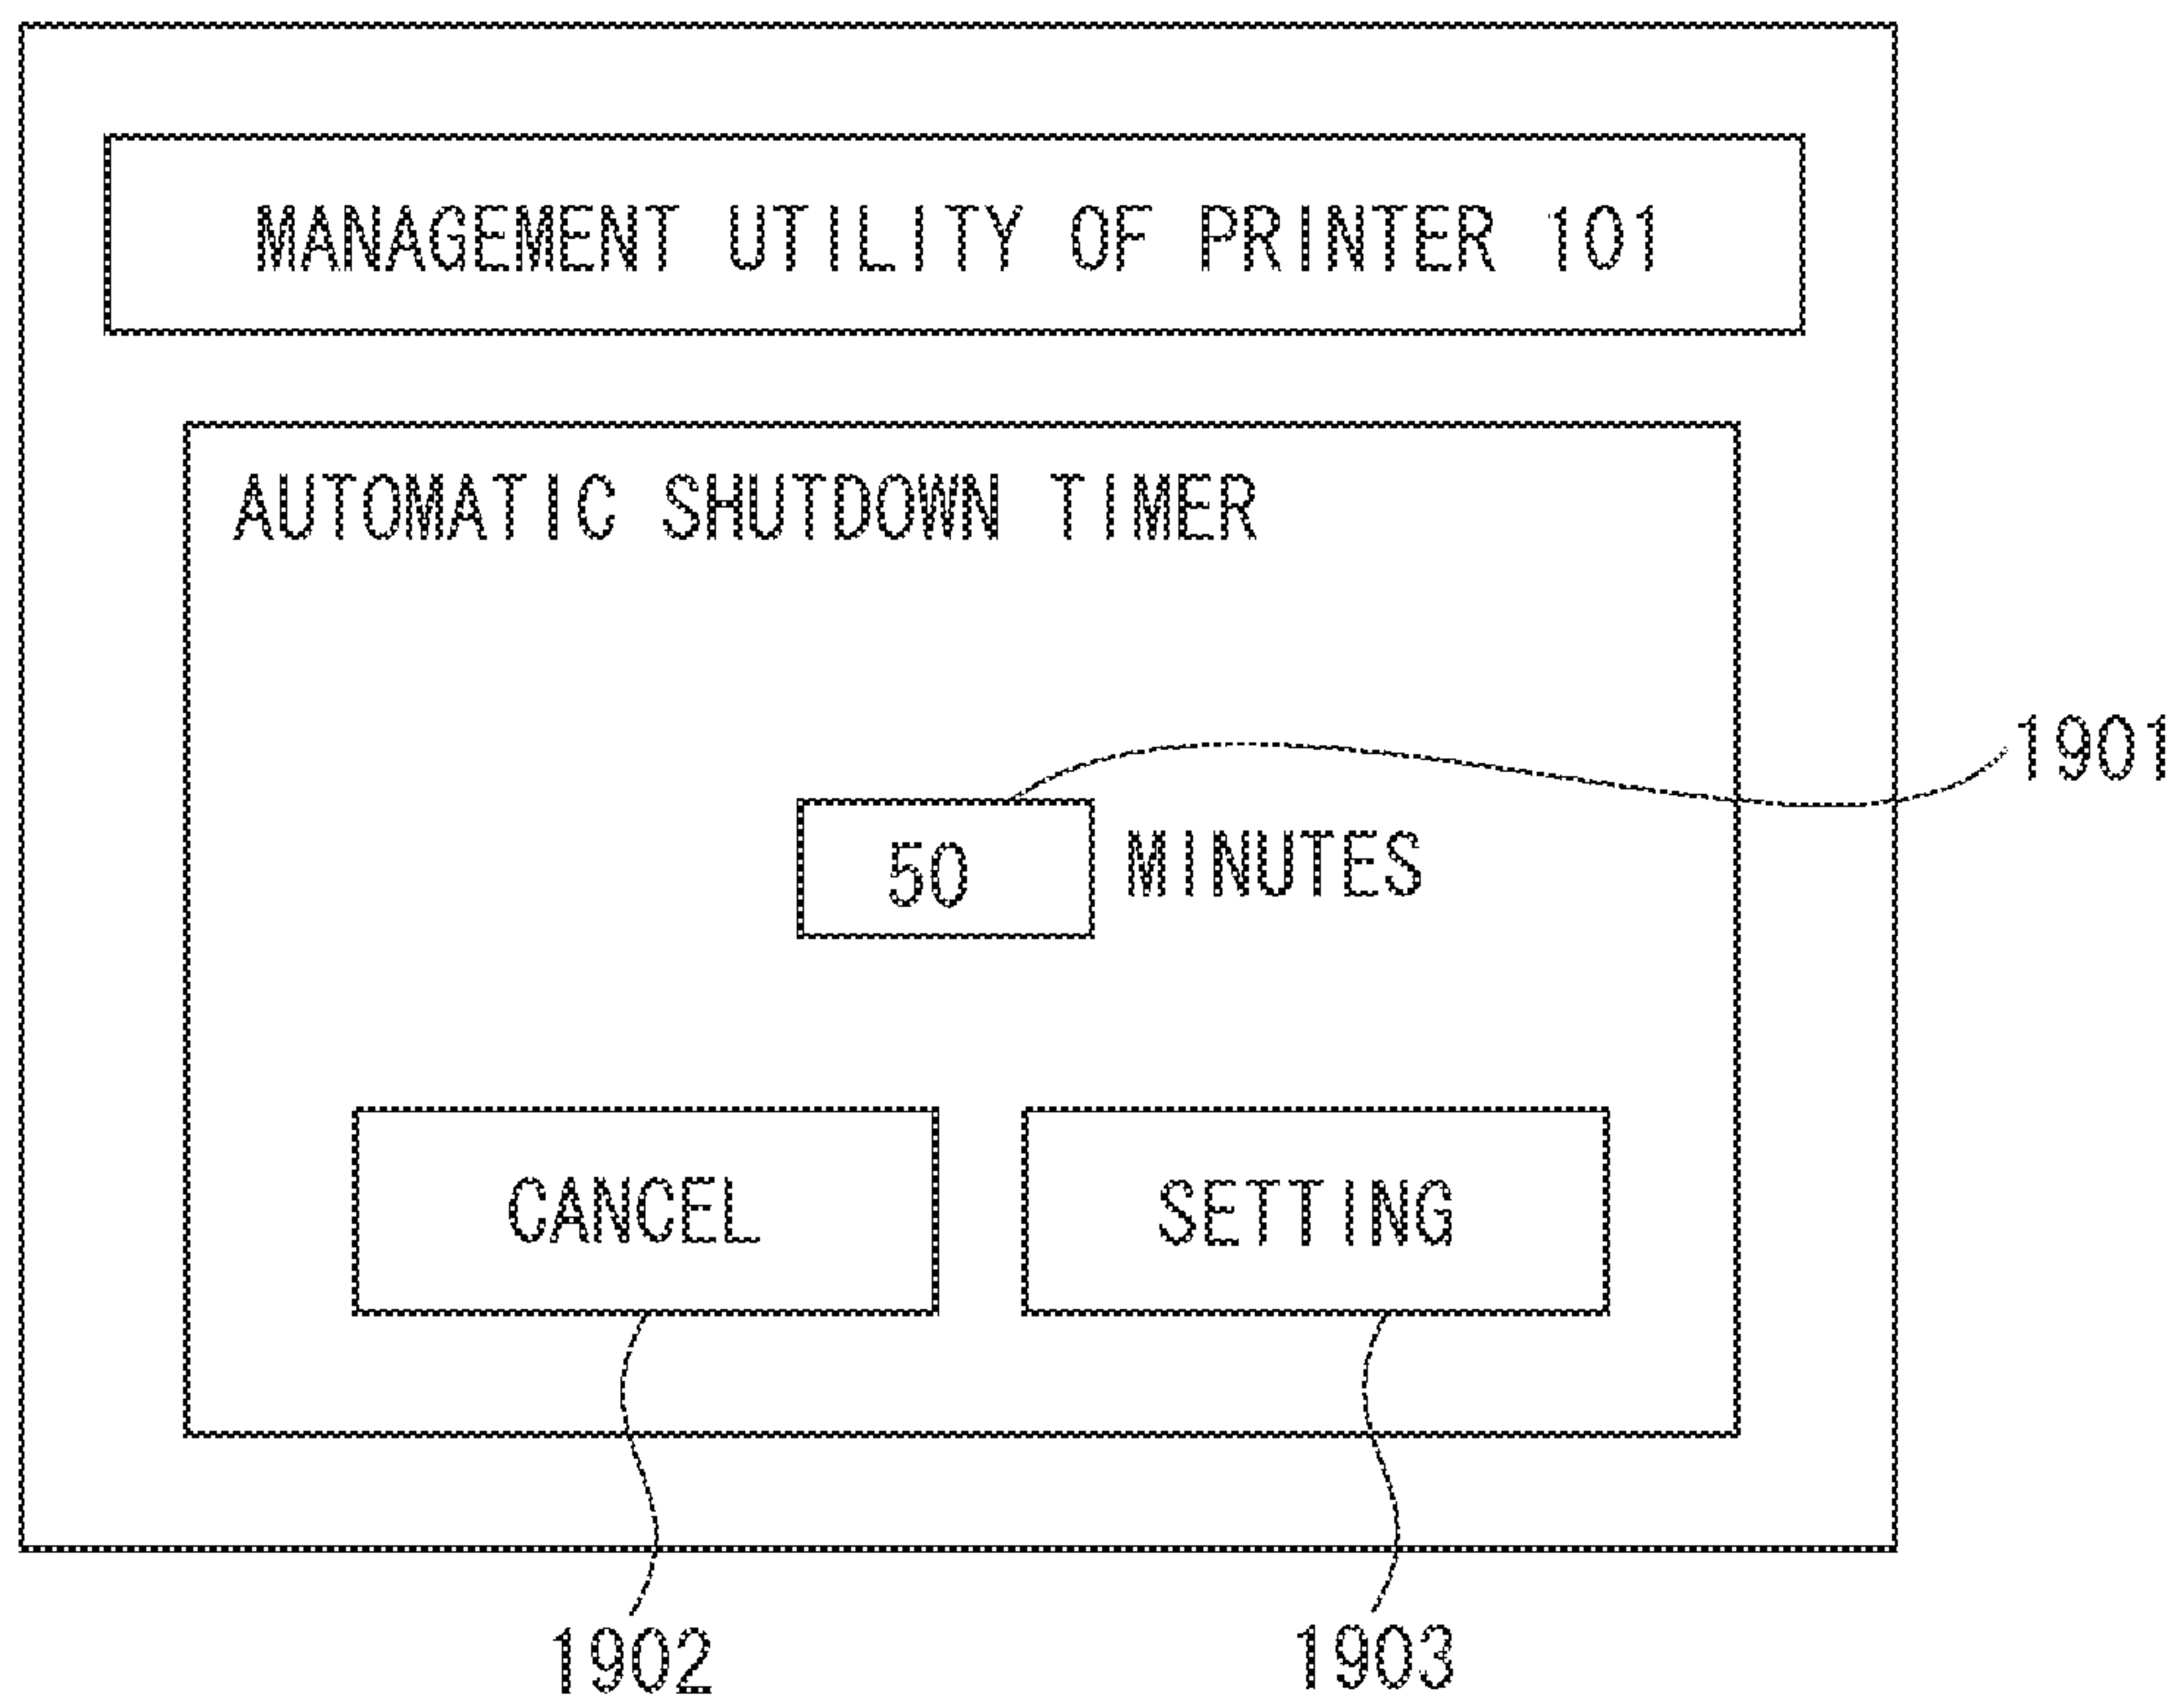 MANAGEMENT UTILITY OF PRINTER 101
AUTOMATIC SHUTDOWN TIMER
1901
50 MINUTES
CANCEL SETTING
1902 1903